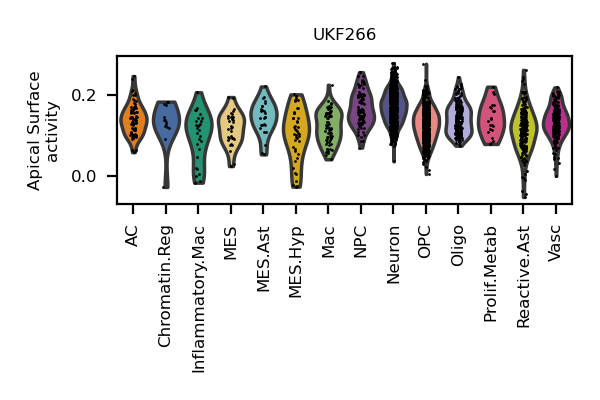 UKF266
Apical Surface
activity
0.2
0.0
AC
Chromatin.Reg
Inflammatory.Mac
MES
MES.Ast
MES.Hyp
Mac
NPC
Neuron
OPC
Oligo
Prolif.Metab
Reactive.Ast
Vasc